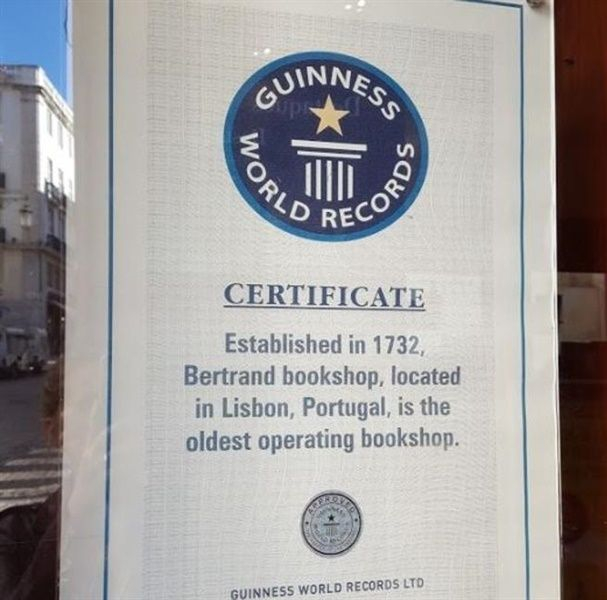 GUINNESS
WORLD RECORDS
CERTIFICATE
Established in 1732,
Bertrand bookshop, located
in Lisbon, Portugal, is the
oldest operating bookshop.
APPROVED
GUINNESS WORLD RECORDS LTD